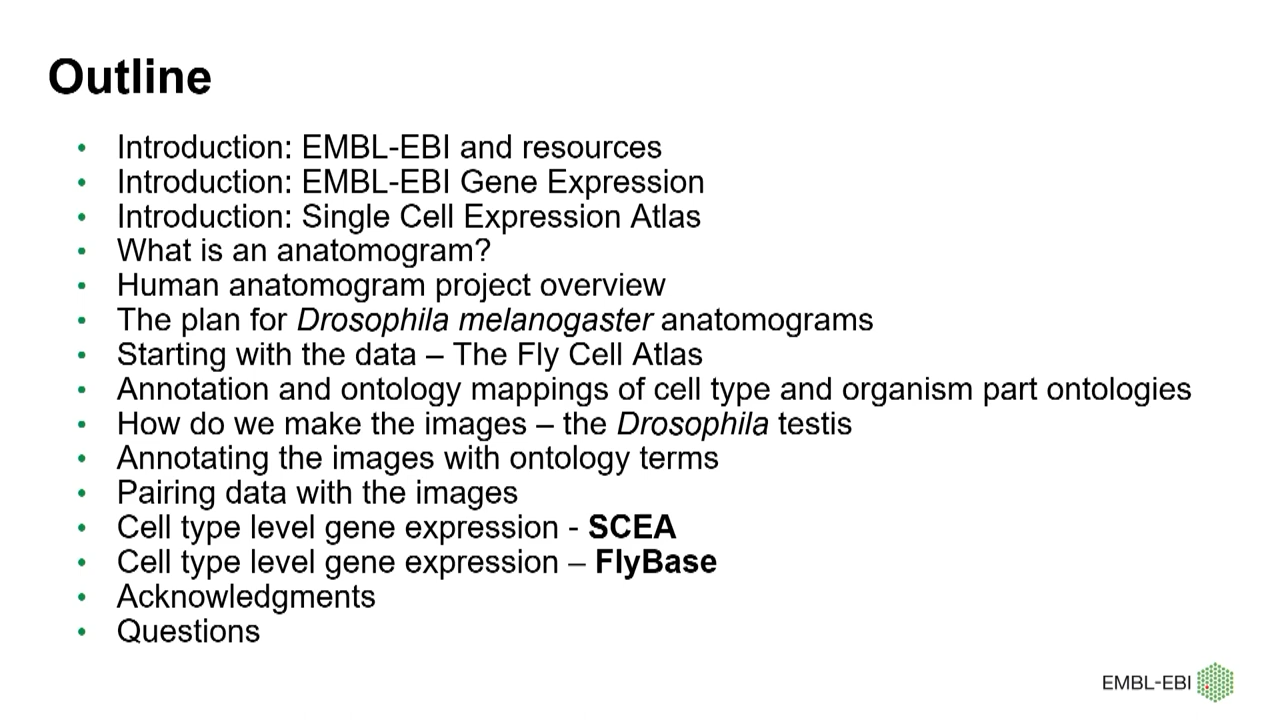 Outline
• Introduction: EMBL-EBI and resources
• Introduction: EMBL-EBI Gene Expression
• Introduction: Single Cell Expression Atlas
• What is an anatomogram?
• Human anatomogram project overview
• The plan for Drosophila melanogaster anatomograms
• Starting with the data – The Fly Cell Atlas
• Annotation and ontology mappings of cell type and organism part ontologies
• How do we make the images – the Drosophila testis
• Annotating the images with ontology terms
• Pairing data with the images
• Cell type level gene expression - SCEA
• Cell type level gene expression – FlyBase
• Acknowledgments
• Questions
EMBL-EBI